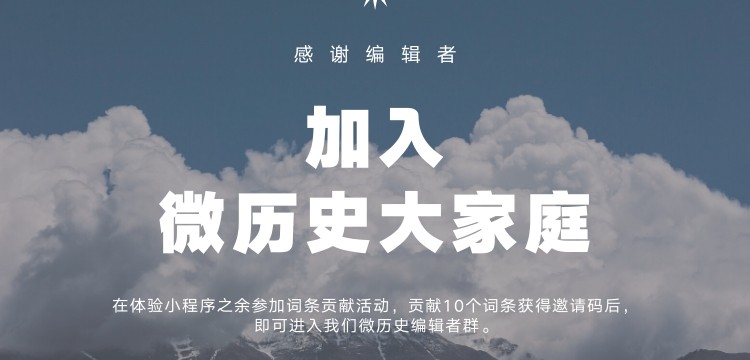 感谢编辑者
加入
微历史大家庭
在体验小程序之余参加词条贡献活动，贡献10个词条获得邀请码后，
即可进入我们微历史编辑者群。